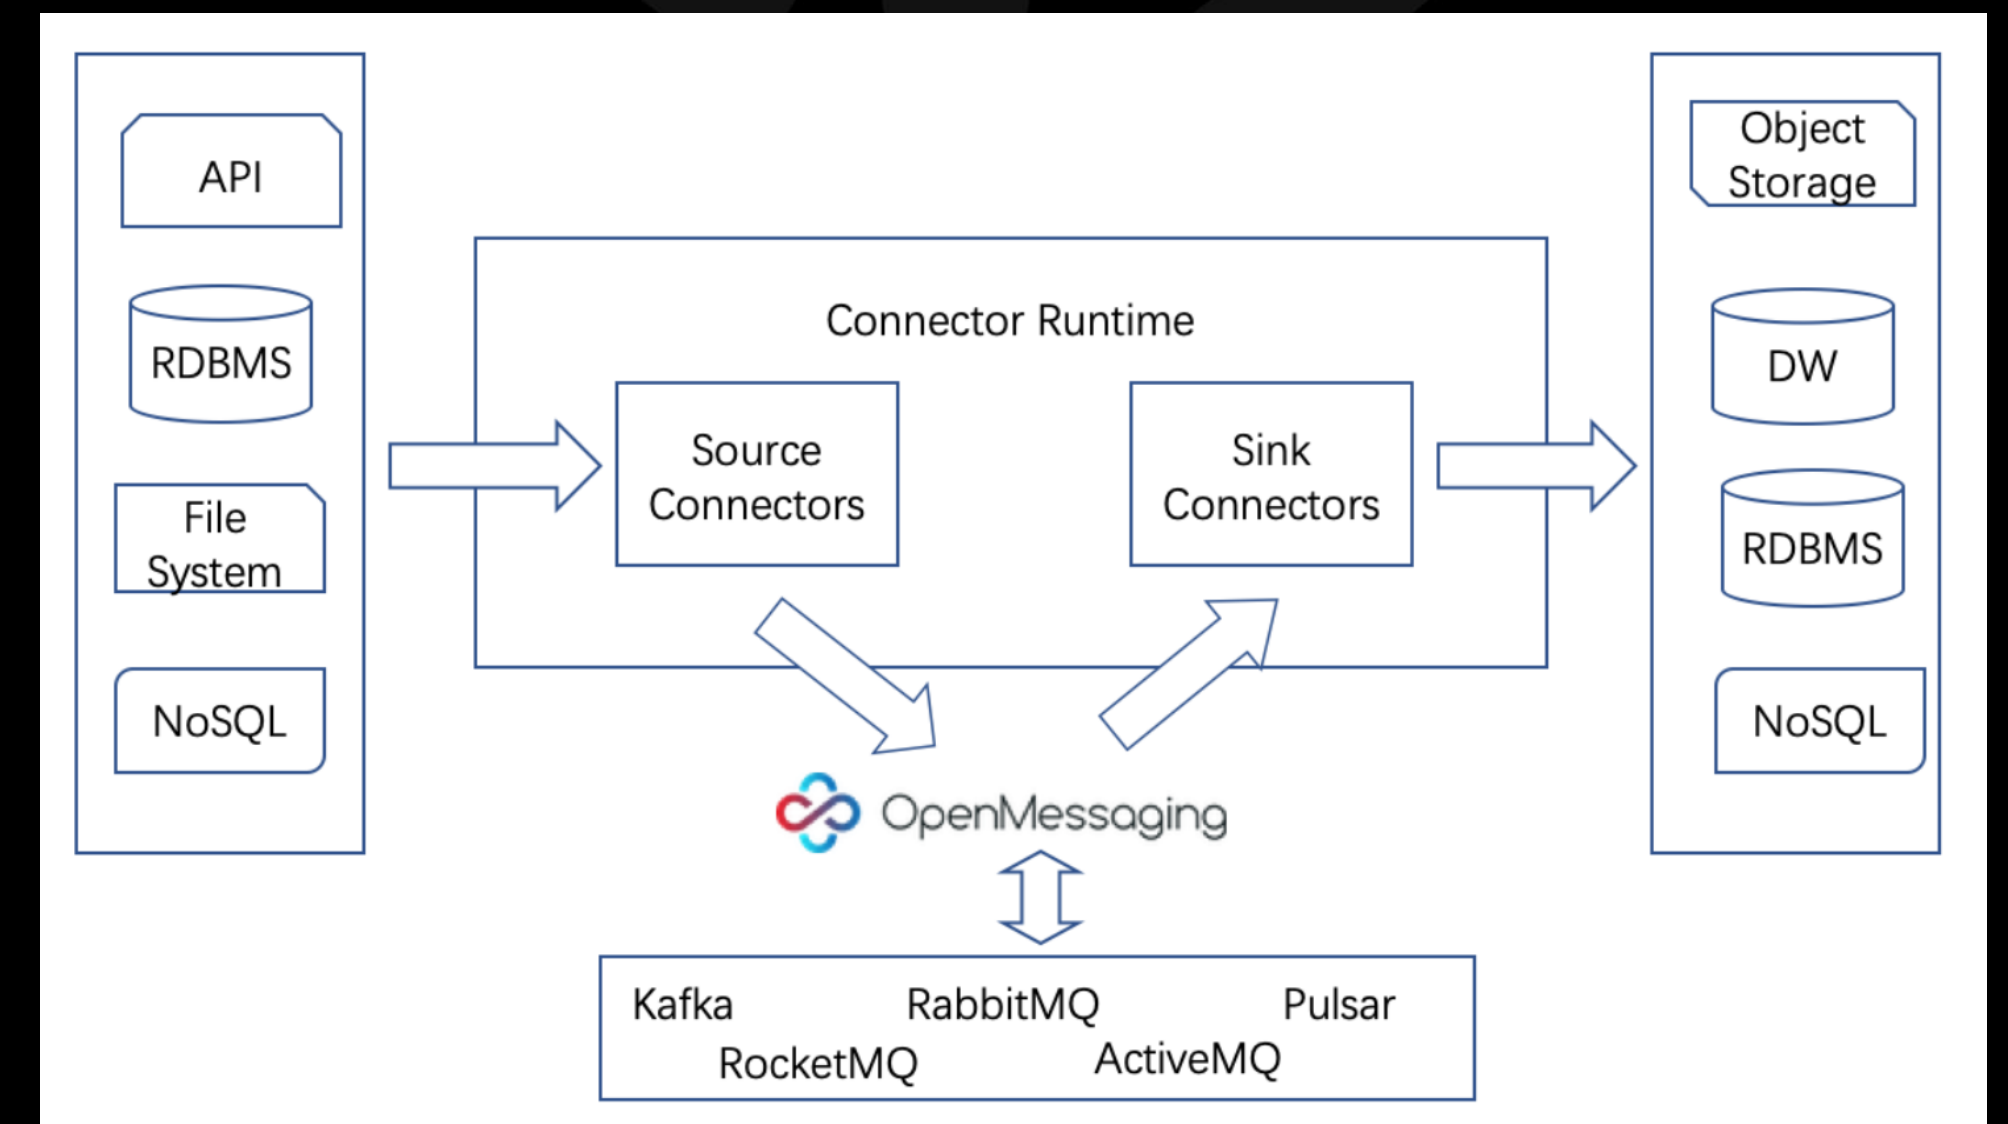 API
RDBMS
File
System
NoSQL
Connector Runtime
Source
Connectors
Sink
Connectors
OpenMessaging
Kafka RabbitMQ Pulsar
RocketMQ ActiveMQ
Object
Storage
DW
RDBMS
NoSQL